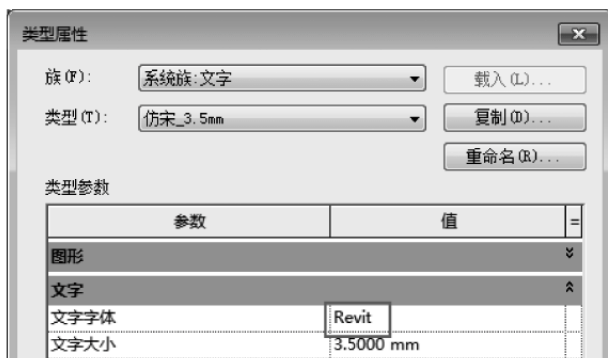 类型属性
族(F): 系统族:文字 载入(L)...
类型(T): 仿宋_3.5mm 复制(D)...
重命名(R)...
类型参数
参数 值 =
图形
文字
文字字体 Revit
文字大小 3.5000 mm